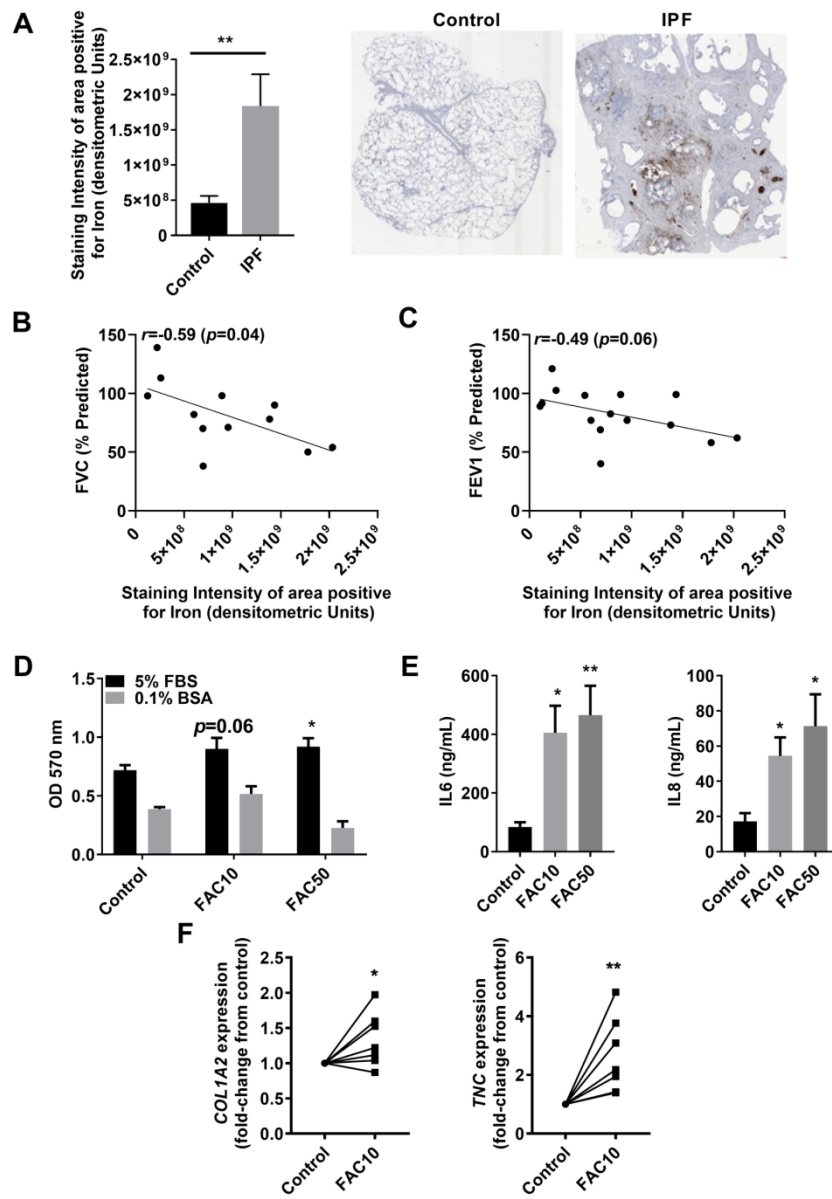 A
Staining Intensity of area positive
for Iron (densitometric Units)
**
2.5×10⁹
2×10⁹
1.5×10⁹
1×10⁹
5×10⁸
0
Control
IPF
Control
IPF
B
r=-0.59 (p=0.04)
FVC (% Predicted)
150
100
50
0
0
5×10⁸
1×10⁹
1.5×10⁹
2×10⁹
2.5×10⁹
Staining Intensity of area positive
for Iron (densitometric Units)
C
r=-0.49 (p=0.06)
FEV1 (% Predicted)
150
100
50
0
0
5×10⁸
1×10⁹
1.5×10⁹
2×10⁹
2.5×10⁹
Staining Intensity of area positive
for Iron (densitometric Units)
D
5% FBS
0.1% BSA
p=0.06
*
OD 570 nm
1.5
1.0
0.5
0.0
Control
FAC10
FAC50
E
IL6 (ng/mL)
600
400
200
0
*
**
Control
FAC10
FAC50
IL8 (ng/mL)
100
80
60
40
20
0
*
*
Control
FAC10
FAC50
F
COL1A2 expression
(fold-change from control)
2.5
2.0
1.5
1.0
0.5
0.0
*
Control
FAC10
TNC expression
(fold-change from control)
6
4
2
0
**
Control
FAC10